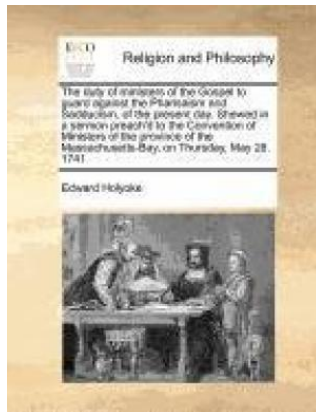 ECCO
Religion and Philosophy
The duty of ministers of the Gospel to
guard against the Pharisaism and
Sadducism, of the present day. Shewed in
a sermon preach'd to the Convention of
Ministers of the province of the
Massachusetts-Bay, on Thursday, May 28.
1741
Edward Holyoke